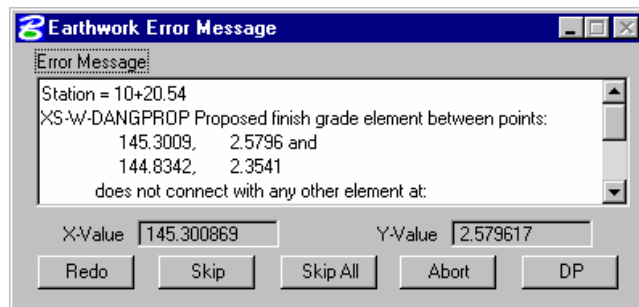 Earthwork Error Message
Error Message
Station = 10+20.54
XS-W-DANGPROP Proposed finish grade element between points:
145.3009, 2.5796 and
144.8342, 2.3541
does not connect with any other element at:
X-Value 145.300869 Y-Value 2.579617
Redo Skip Skip All Abort DP